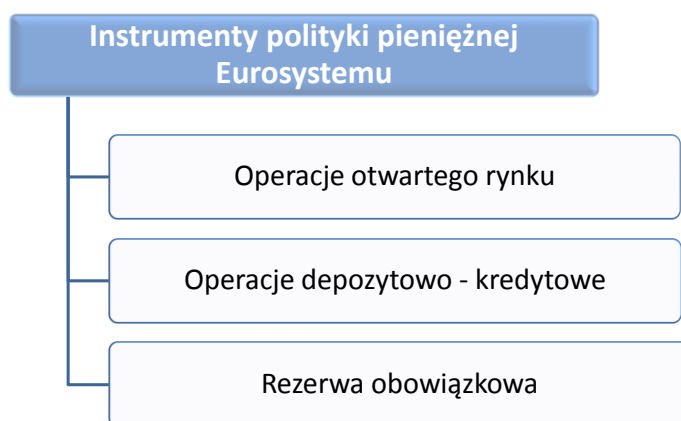 Instrumenty polityki pieniężnej
Eurosystemu
Operacje otwartego rynku
Operacje depozytowo - kredytowe
Rezerwa obowiązkowa